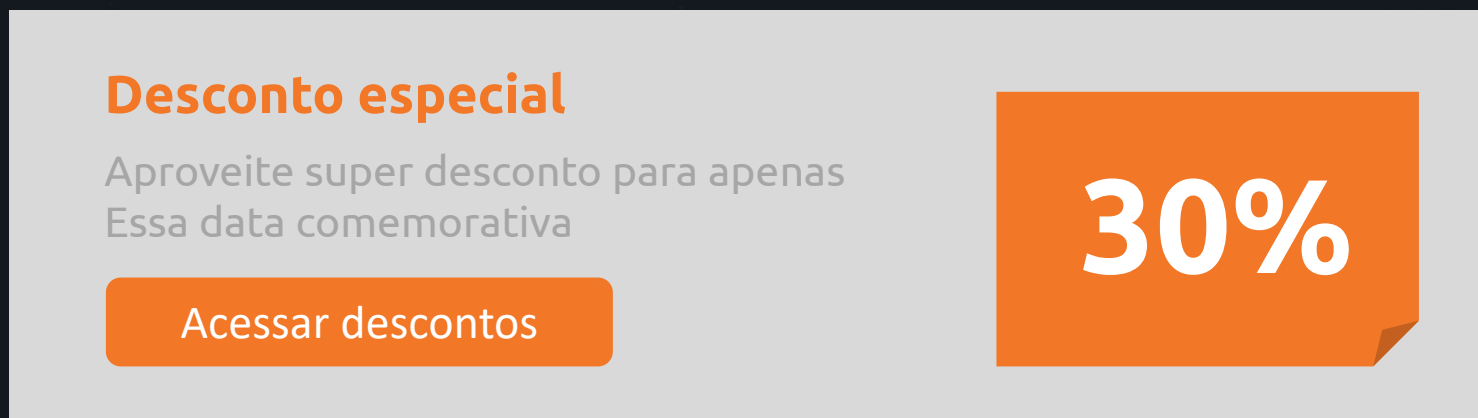 Desconto especial
Aproveite super desconto para apenas
Essa data comemorativa
Acessar descontos
30%